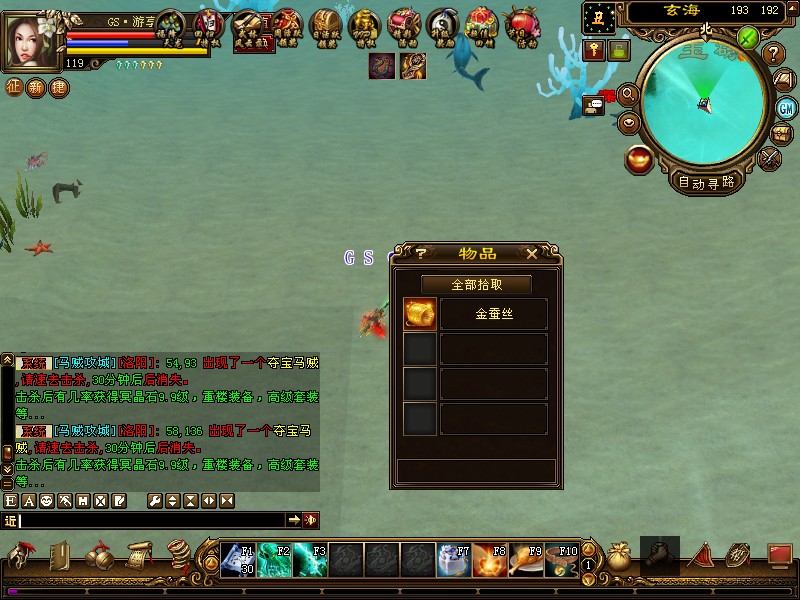 GS·游亨
119
征 新 捷
丑
玄海 193 192
北
GM
自动寻路
GS
物品
全部拾取
金蚕丝
系统 [马贼攻城][洛阳]: 54,93 出现了一个夺宝马贼
,请速去击杀,30分钟后后消失。
击杀后有几率获得冥晶石9.9级，重楼装备，高级套装
等...
系统 [马贼攻城][洛阳]: 58,136 出现了一个夺宝马
贼,请速去击杀,30分钟后后消失。
击杀后有几率获得冥晶石9.9级，重楼装备，高级套装
等...
近
F1 F2 F3 F7 F8 F9 F10
30
1